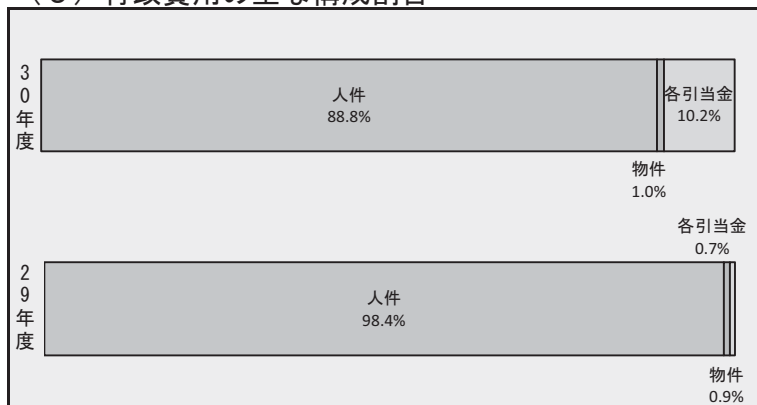 30年度
人件
88.8%
各引当金
10.2%
物件
1.0%
各引当金
0.7%
29年度
人件
98.4%
物件
0.9%